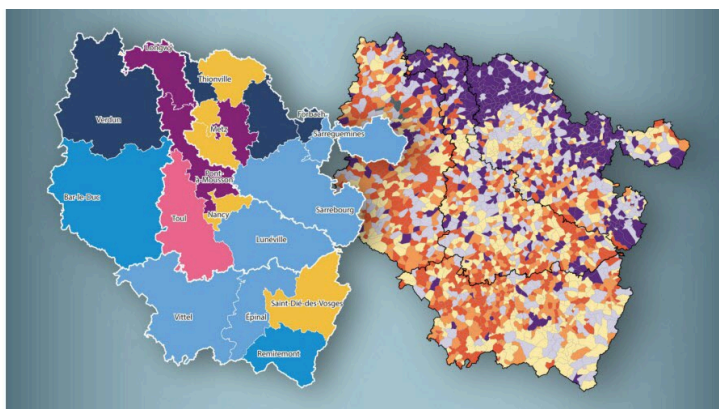 Longwy
Thionville
Verdun
Metz
Forbach
Sarreguemines
Pont-
à-Mousson
Bar-le-Duc
Toul
Nancy
Sarrebourg
Lunéville
Saint-Dié-des-Vosges
Vittel
Épinal
Remiremont